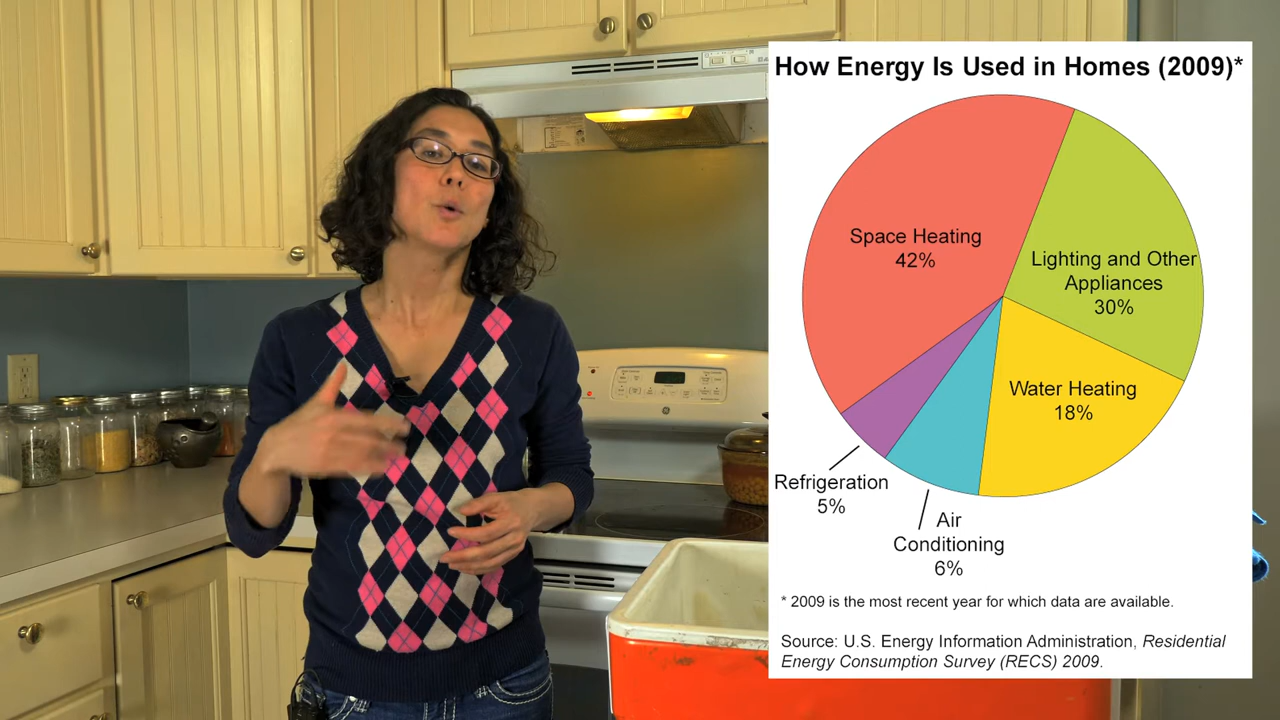 How Energy Is Used in Homes (2009)*
Space Heating
42%
Lighting and Other
Appliances
30%
Water Heating
18%
Refrigeration
5%
Air
Conditioning
6%
* 2009 is the most recent year for which data are available.
Source: U.S. Energy Information Administration, Residential
Energy Consumption Survey (RECS) 2009.